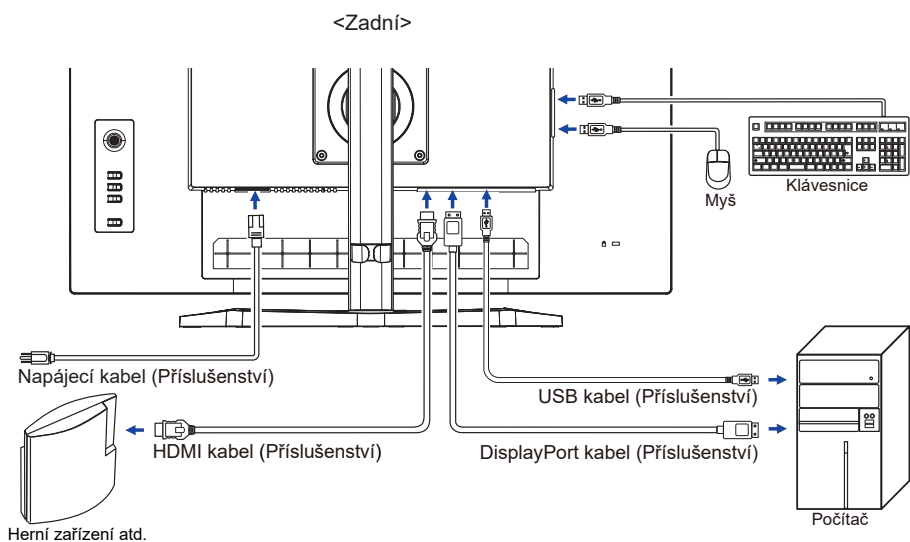 <Zadní>
Klávesnice
Myš
Napájecí kabel (Příslušenství)
USB kabel (Příslušenství)
HDMI kabel (Příslušenství)
DisplayPort kabel (Příslušenství)
Počítač
Herní zařízení atd.